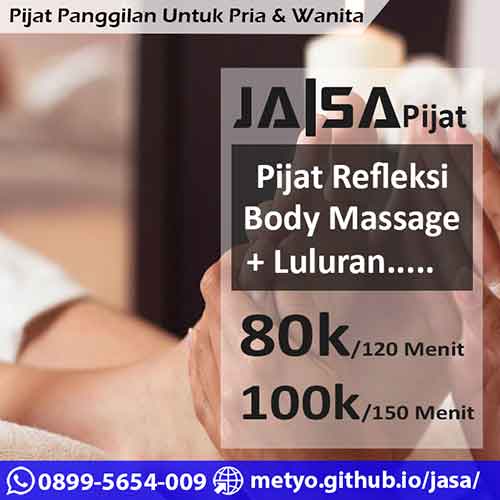 Pijat Panggilan Untuk Pria & Wanita
JA|SA Pijat
Pijat Refleksi
Body Massage
+ Luluran.....
80k/120 Menit
100k/150 Menit
0899-5654-009 metyo.github.io/jasa/